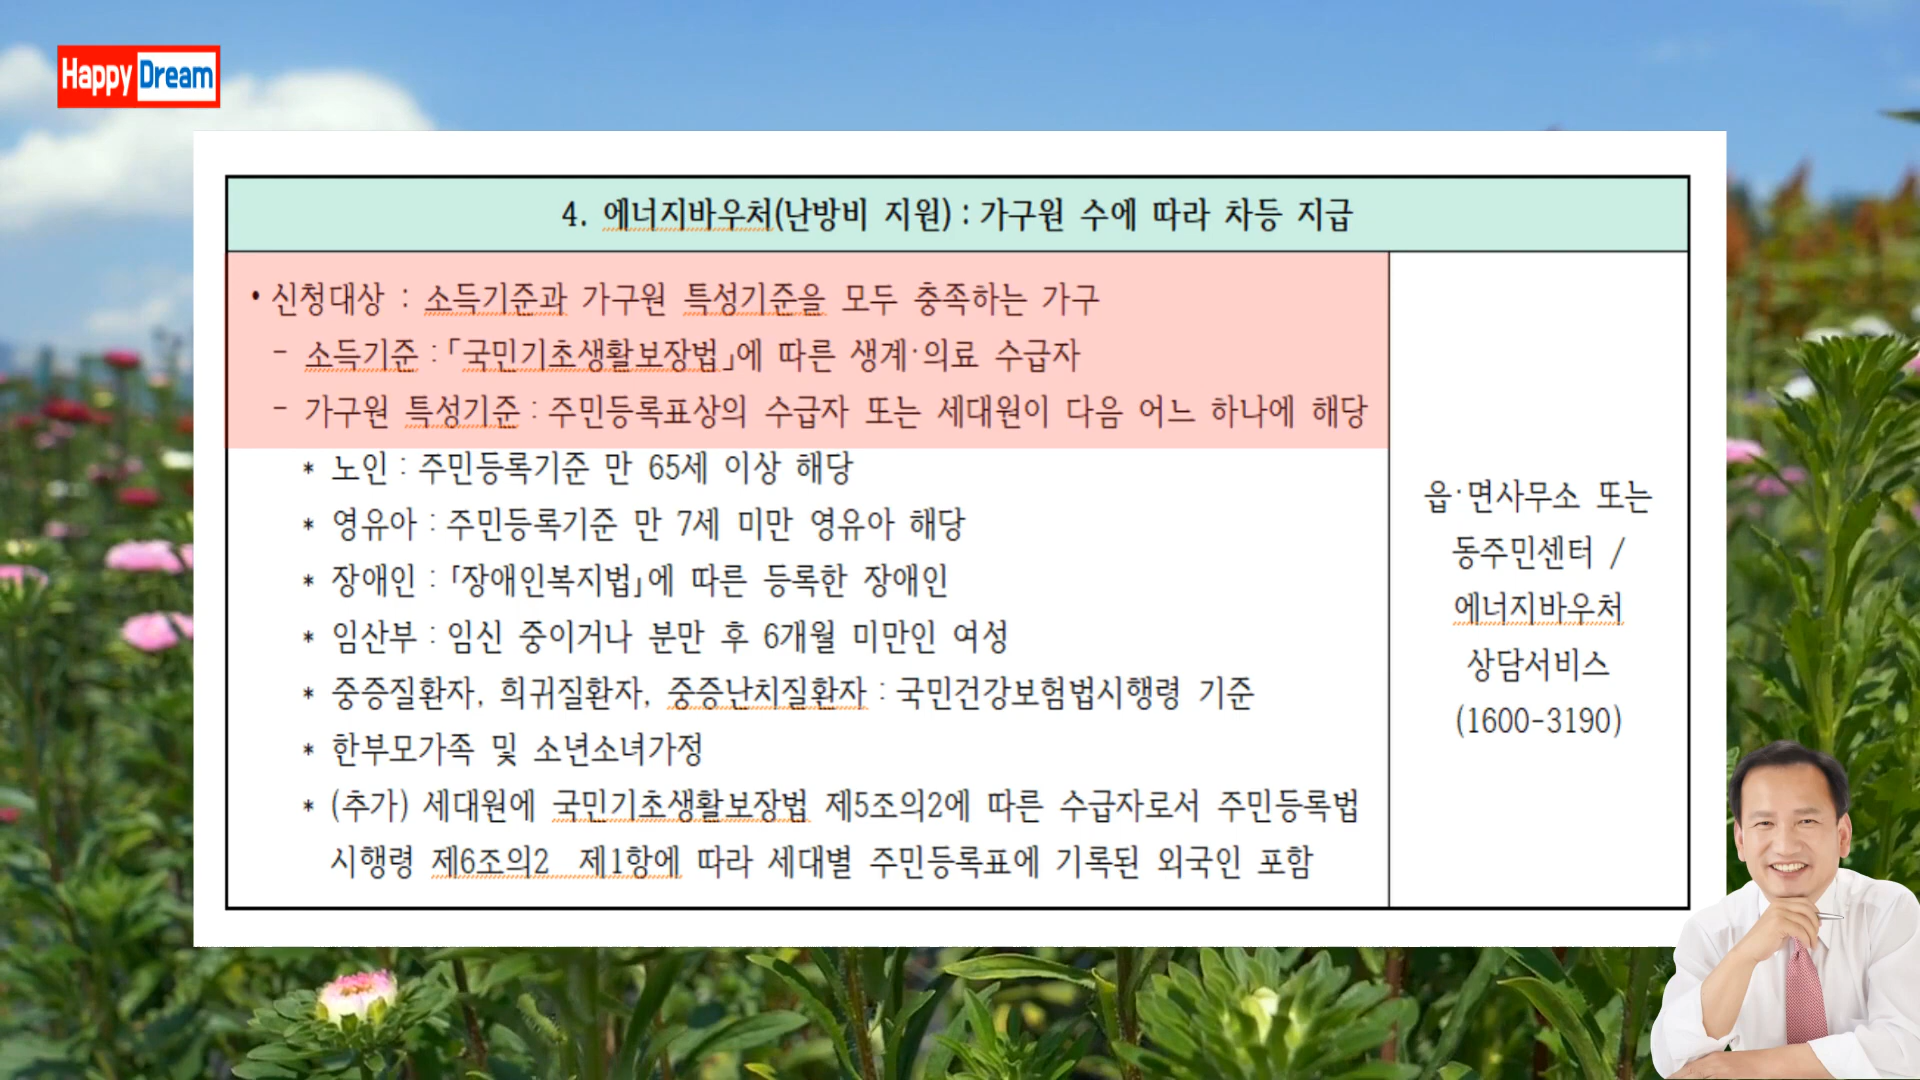 Happy Dream
4. 에너지바우처(난방비 지원) : 가구원 수에 따라 차등 지급
• 신청대상 : 소득기준과 가구원 특성기준을 모두 충족하는 가구
- 소득기준 : 「국민기초생활보장법」에 따른 생계·의료 수급자
- 가구원 특성기준 : 주민등록표상의 수급자 또는 세대원이 다음 어느 하나에 해당
* 노인 : 주민등록기준 만 65세 이상 해당
* 영유아 : 주민등록기준 만 7세 미만 영유아 해당
* 장애인 : 「장애인복지법」에 따른 등록한 장애인
* 임산부 : 임신 중이거나 분만 후 6개월 미만인 여성
* 중증질환자, 희귀질환자, 중증난치질환자 : 국민건강보험법시행령 기준
* 한부모가족 및 소년소녀가정
* (추가) 세대원에 국민기초생활보장법 제5조의2에 따른 수급자로서 주민등록법
시행령 제6조의2 제1항에 따라 세대별 주민등록표에 기록된 외국인 포함
읍·면사무소 또는
동주민센터 /
에너지바우처
상담서비스
(1600-3190)